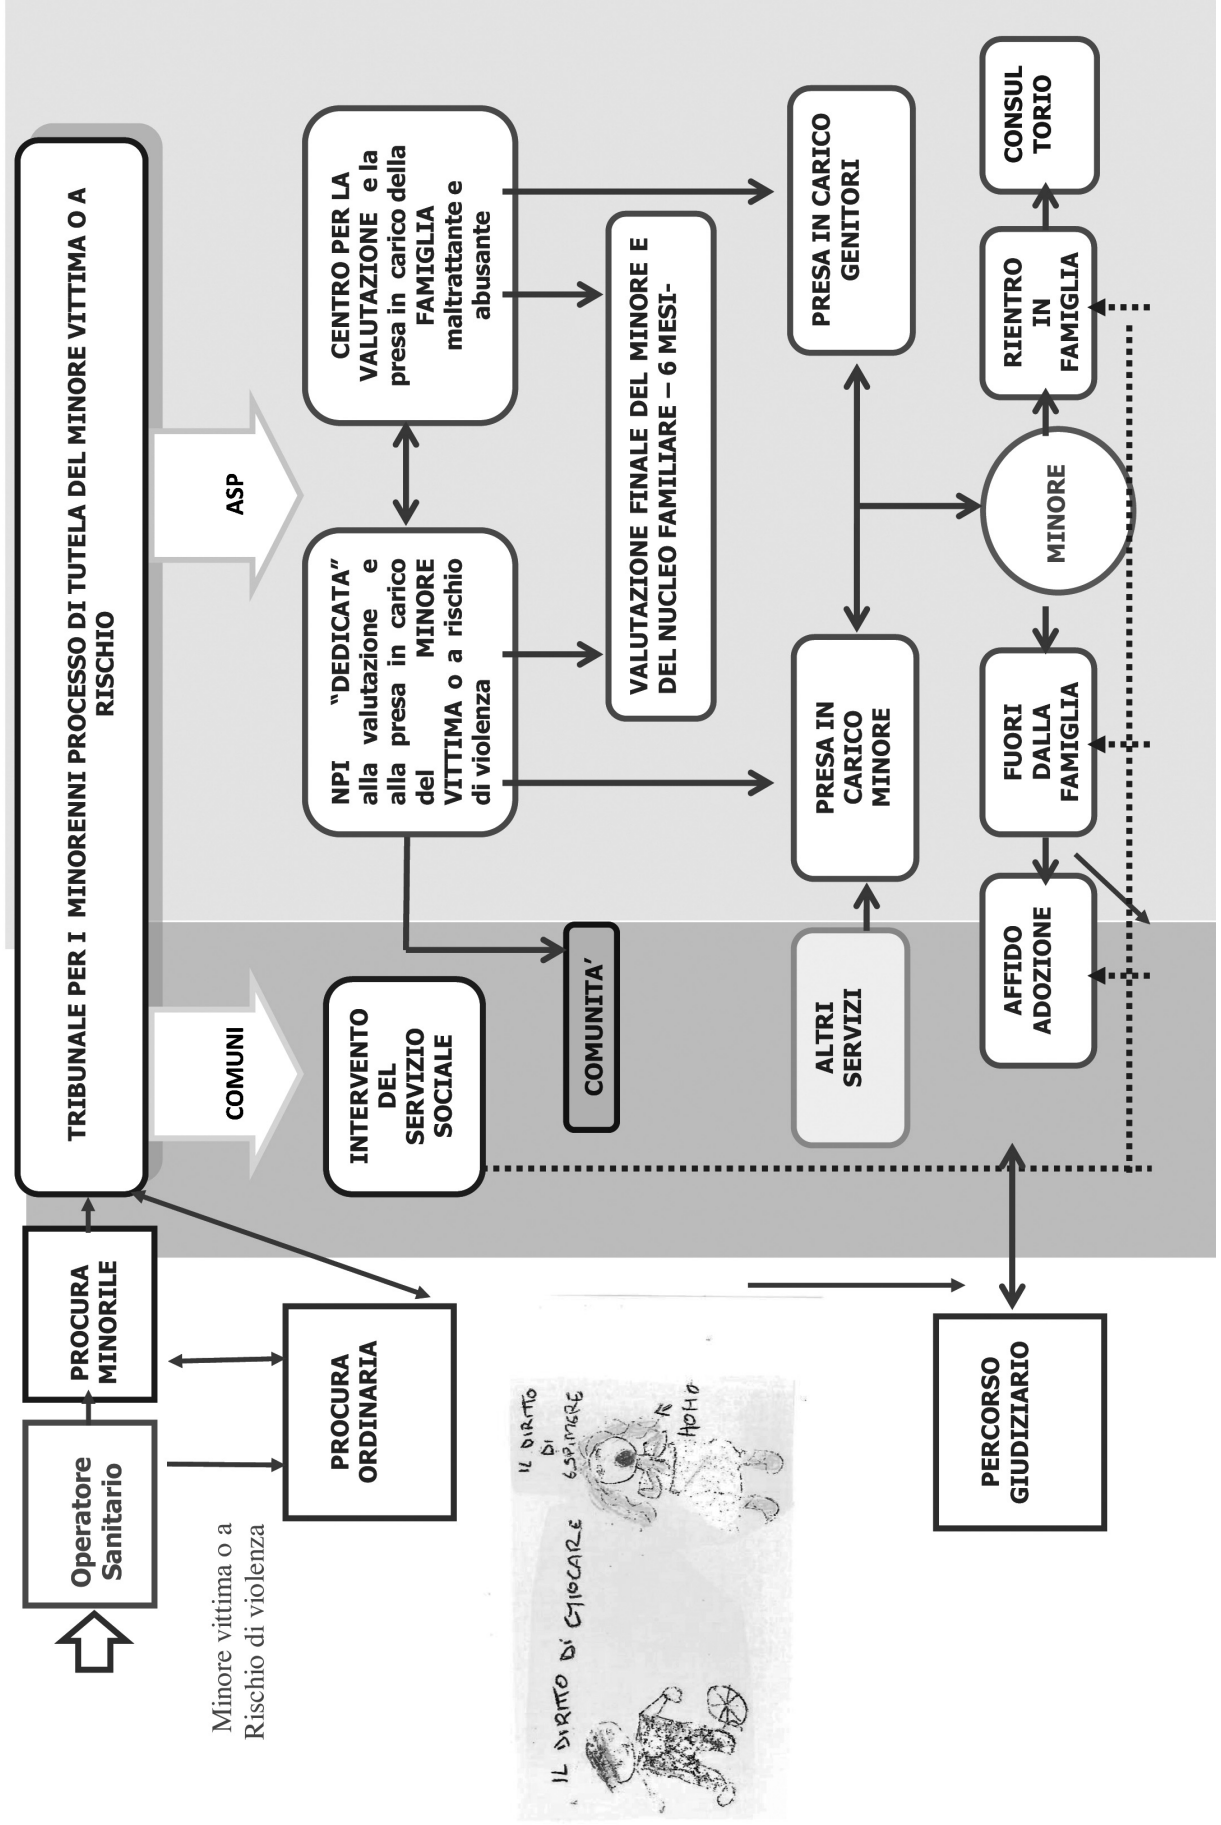 Operatore
Sanitario
PROCURA
MINORILE
TRIBUNALE PER I MINORENNI PROCESSO DI TUTELA DEL MINORE VITTIMA O A
RISCHIO
Minore vittima o a
Rischio di violenza
PROCURA
ORDINARIA
COMUNI
ASP
INTERVENTO
DEL
SERVIZIO
SOCIALE
NPI "DEDICATA"
alla valutazione e
alla presa in carico
del MINORE
VITTIMA o a rischio
di violenza
CENTRO PER LA
VALUTAZIONE e la
presa in carico della
FAMIGLIA
maltrattante e
abusante
COMUNITA'
VALUTAZIONE FINALE DEL MINORE E
DEL NUCLEO FAMILIARE – 6 MESI-
IL DIRITTO DI GIOCARE
IL DIRITTO
DI
ESPIMERE
ALTRI
SERVIZI
PRESA IN
CARICO
MINORE
PRESA IN CARICO
GENITORI
PERCORSO
GIUDIZIARIO
AFFIDO
ADOZIONE
FUORI
DALLA
FAMIGLIA
MINORE
RIENTRO
IN
FAMIGLIA
CONSUL
TORIO